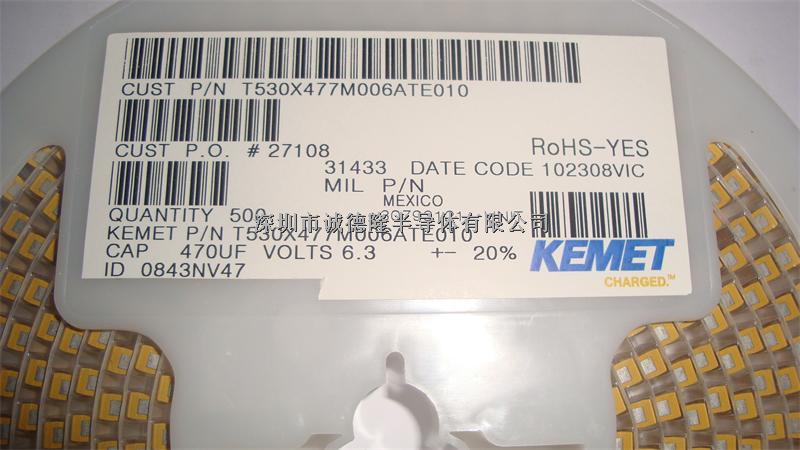 CUST P/N T530X477M006ATE010
CUST P.O. # 27108
RoHS-YES
31433 DATE CODE 102308VIC
MIL P/N
MEXICO
QUANTITY 500
深圳市诚德隆半导体有限公司
KEMET P/N T530X477M006ATE010
CAP 470UF VOLTS 6.3 +- 20%
ID 0843NV47
KEMET
CHARGED.™